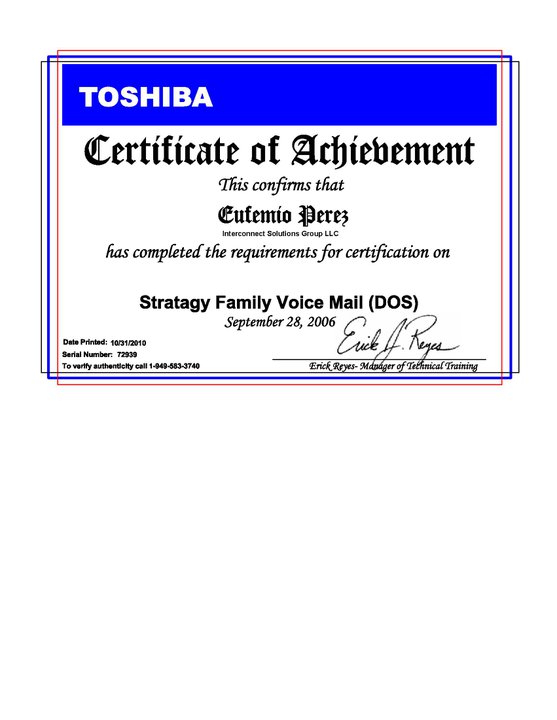 TOSHIBA
Certificate of Achievement
This confirms that
Eufemio Perez
Interconnect Solutions Group LLC
has completed the requirements for certification on
Stratagy Family Voice Mail (DOS)
September 28, 2006
Erick J. Reyes
Date Printed: 10/31/2010
Serial Number: 72939
To verify authenticity call 1-949-583-3740
Erick Reyes- Manager of Technical Training